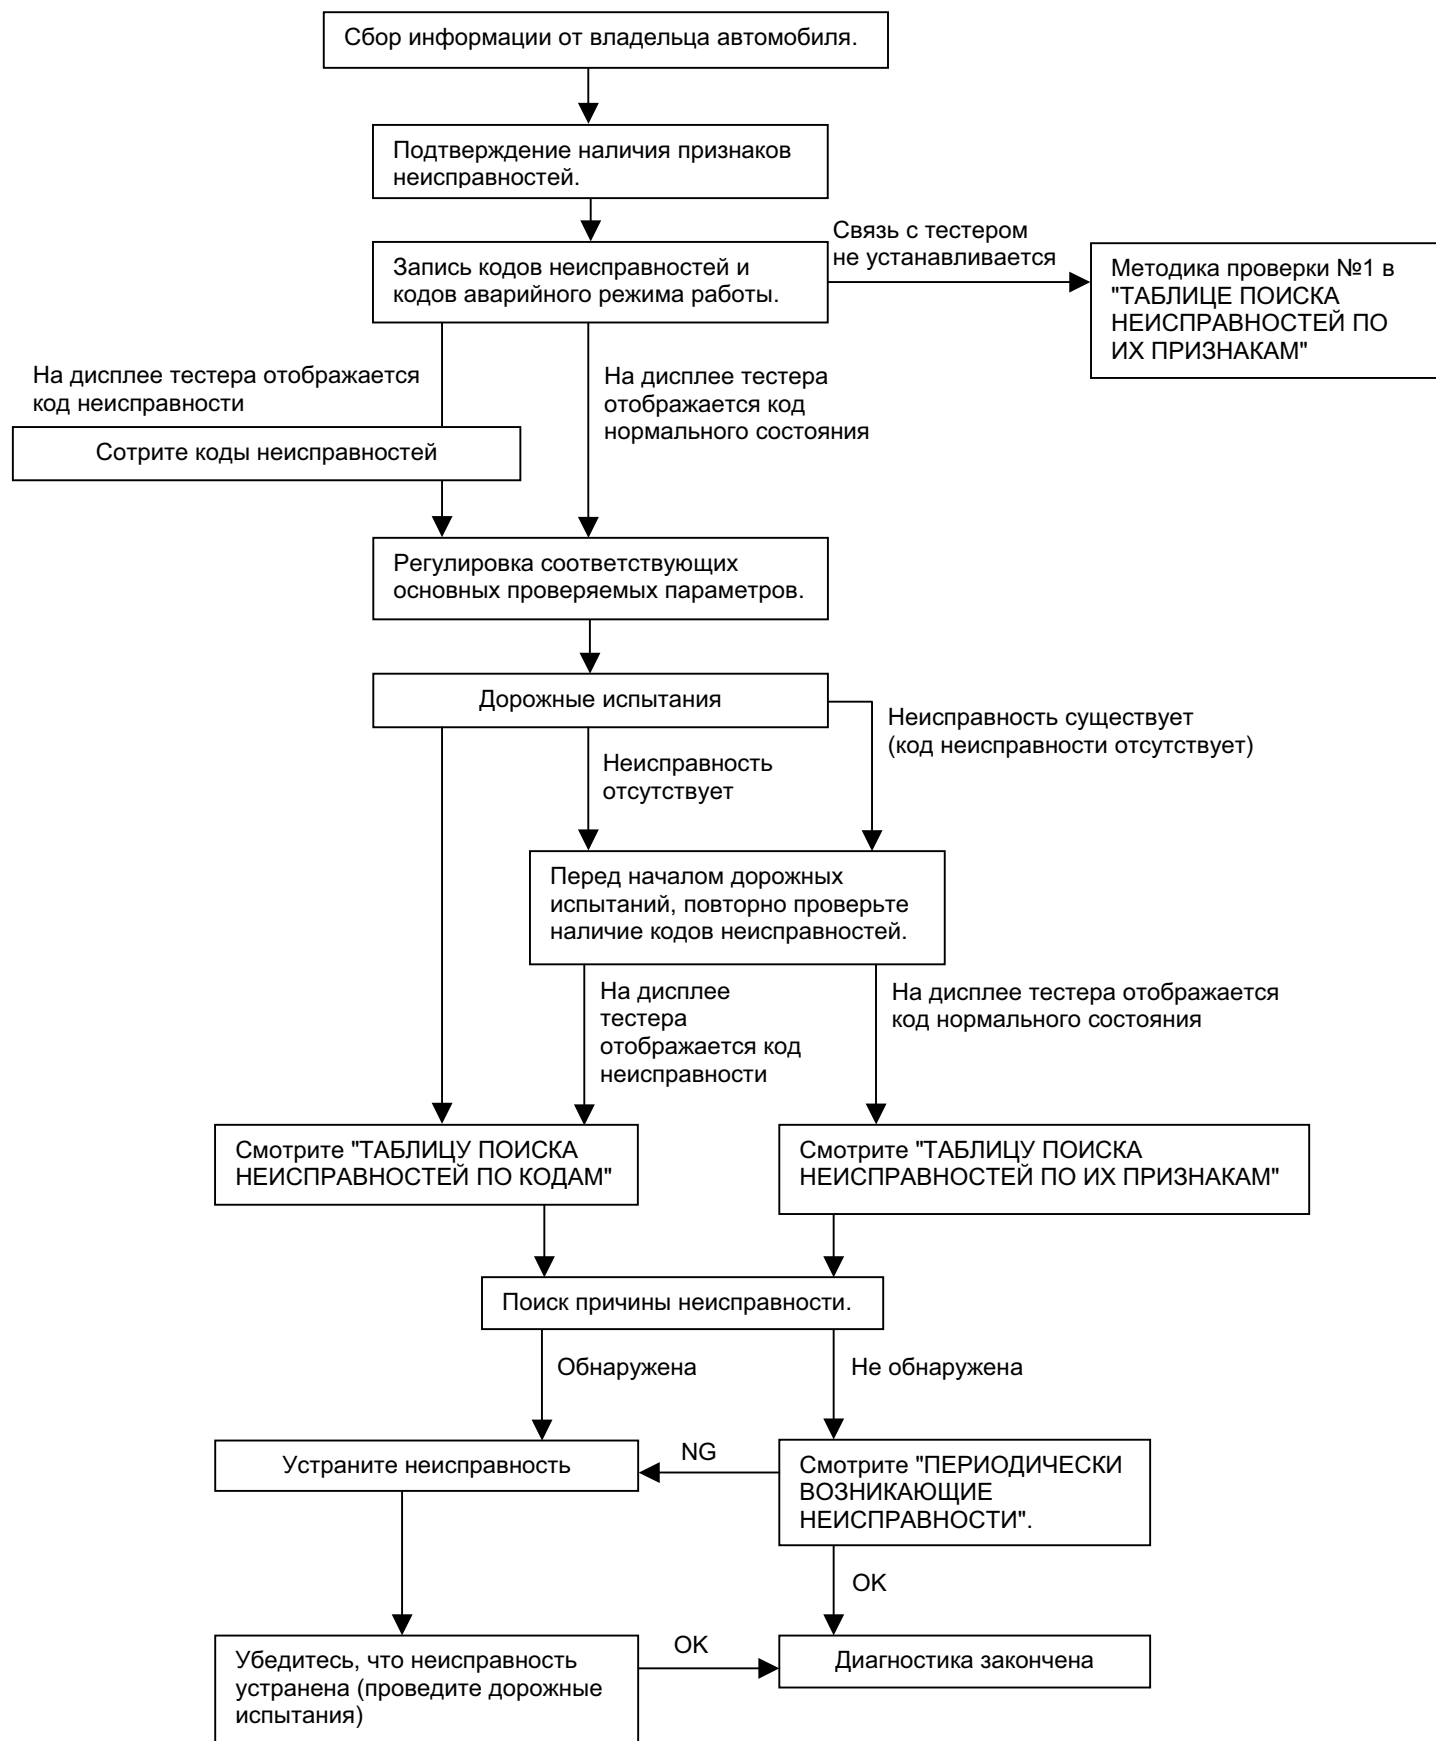 Сбор информации от владельца автомобиля.
Подтверждение наличия признаков
неисправностей.
Запись кодов неисправностей и
кодов аварийного режима работы.
Связь с тестером
не устанавливается
Методика проверки №1 в
"ТАБЛИЦЕ ПОИСКА
НЕИСПРАВНОСТЕЙ ПО
ИХ ПРИЗНАКАМ"
На дисплее тестера отображается
код неисправности
На дисплее тестера
отображается код
нормального состояния
Сотрите коды неисправностей
Регулировка соответствующих
основных проверяемых параметров.
Дорожные испытания
Неисправность существует
(код неисправности отсутствует)
Неисправность
отсутствует
Перед началом дорожных
испытаний, повторно проверьте
наличие кодов неисправностей.
На дисплее
тестера
отображается код
неисправности
На дисплее тестера отображается
код нормального состояния
Смотрите "ТАБЛИЦУ ПОИСКА
НЕИСПРАВНОСТЕЙ ПО КОДАМ"
Смотрите "ТАБЛИЦУ ПОИСКА
НЕИСПРАВНОСТЕЙ ПО ИХ ПРИЗНАКАМ"
Поиск причины неисправности.
Обнаружена
Не обнаружена
Устраните неисправность
NG
Смотрите "ПЕРИОДИЧЕСКИ
ВОЗНИКАЮЩИЕ
НЕИСПРАВНОСТИ".
OK
Убедитесь, что неисправность
устранена (проведите дорожные
испытания)
OK
Диагностика закончена